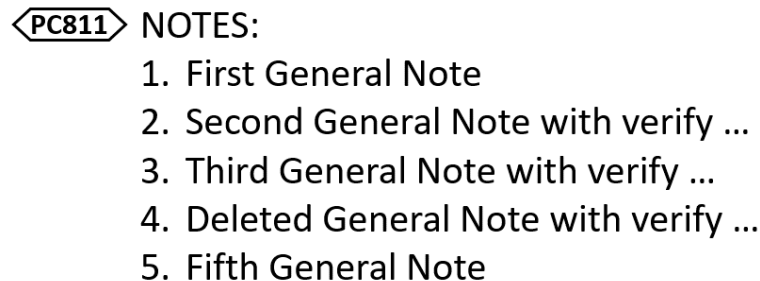 PC811 NOTES:
1. First General Note
2. Second General Note with verify ...
3. Third General Note with verify ...
4. Deleted General Note with verify ...
5. Fifth General Note